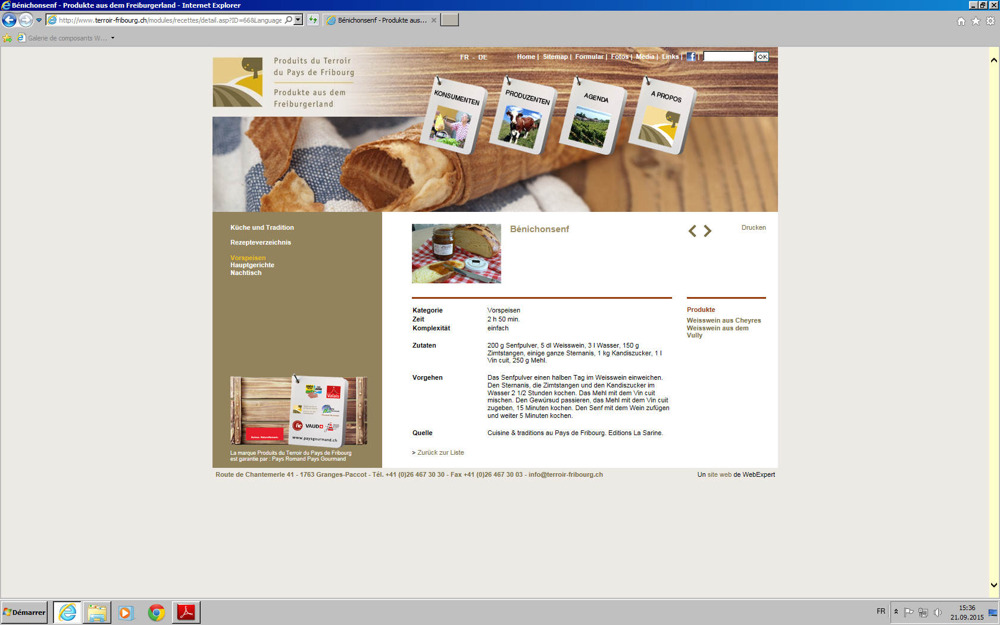 Bénichonsenf - Produkte aus dem Freiburgerland - Internet Explorer
http://www.terroir-fribourg.ch/modules/recettes/detail.asp?ID=66&Language
Bénichonsenf - Produkte aus...
Galerie de composants W...
Produits du Terroir
du Pays de Fribourg
Produkte aus dem
Freiburgerland
FR - DE
Home | Sitemap | Formular | Fotos | Media | Links | f | OK
KONSUMENTEN
PRODUZENTEN
AGENDA
A PROPOS
Küche und Tradition
Rezepteverzeichnis
Vorspeisen
Hauptgerichte
Nachtisch
Valais
VAUD
Suisse. Naturellement.
www.paysgourmand.ch
La marque Produits du Terroir du Pays de Fribourg
est garantie par : Pays Romand Pays Gourmand
Bénichonsenf
Drucken
Kategorie Vorspeisen
Zeit 2 h 50 min.
Komplexität einfach
Zutaten 200 g Senfpulver, 5 dl Weisswein, 3 l Wasser, 150 g
Zimtstangen, einige ganze Sternanis, 1 kg Kandiszucker, 1 l
Vin cuit, 250 g Mehl.
Vorgehen Das Senfpulver einen halben Tag im Weisswein einweichen.
Den Sternanis, die Zimtstangen und den Kandiszucker im
Wasser 2 1/2 Stunden kochen. Das Mehl mit dem Vin cuit
mischen. Den Gewürsud passieren, das Mehl mit dem Vin cuit
zugeben, 15 Minuten kochen. Den Senf mit dem Wein zufügen
und weiter 5 Minuten kochen.
Quelle Cuisine & traditions au Pays de Fribourg. Editions La Sarine.
> Zurück zur Liste
Produkte
Weisswein aus Cheyres
Weisswein aus dem
Vully
Route de Chantemerle 41 - 1763 Granges-Paccot - Tél. +41 (0)26 467 30 30 - Fax +41 (0)26 467 30 03 - info@terroir-fribourg.ch
Un site web de WebExpert
Démarrer
FR
15:36
21.09.2015